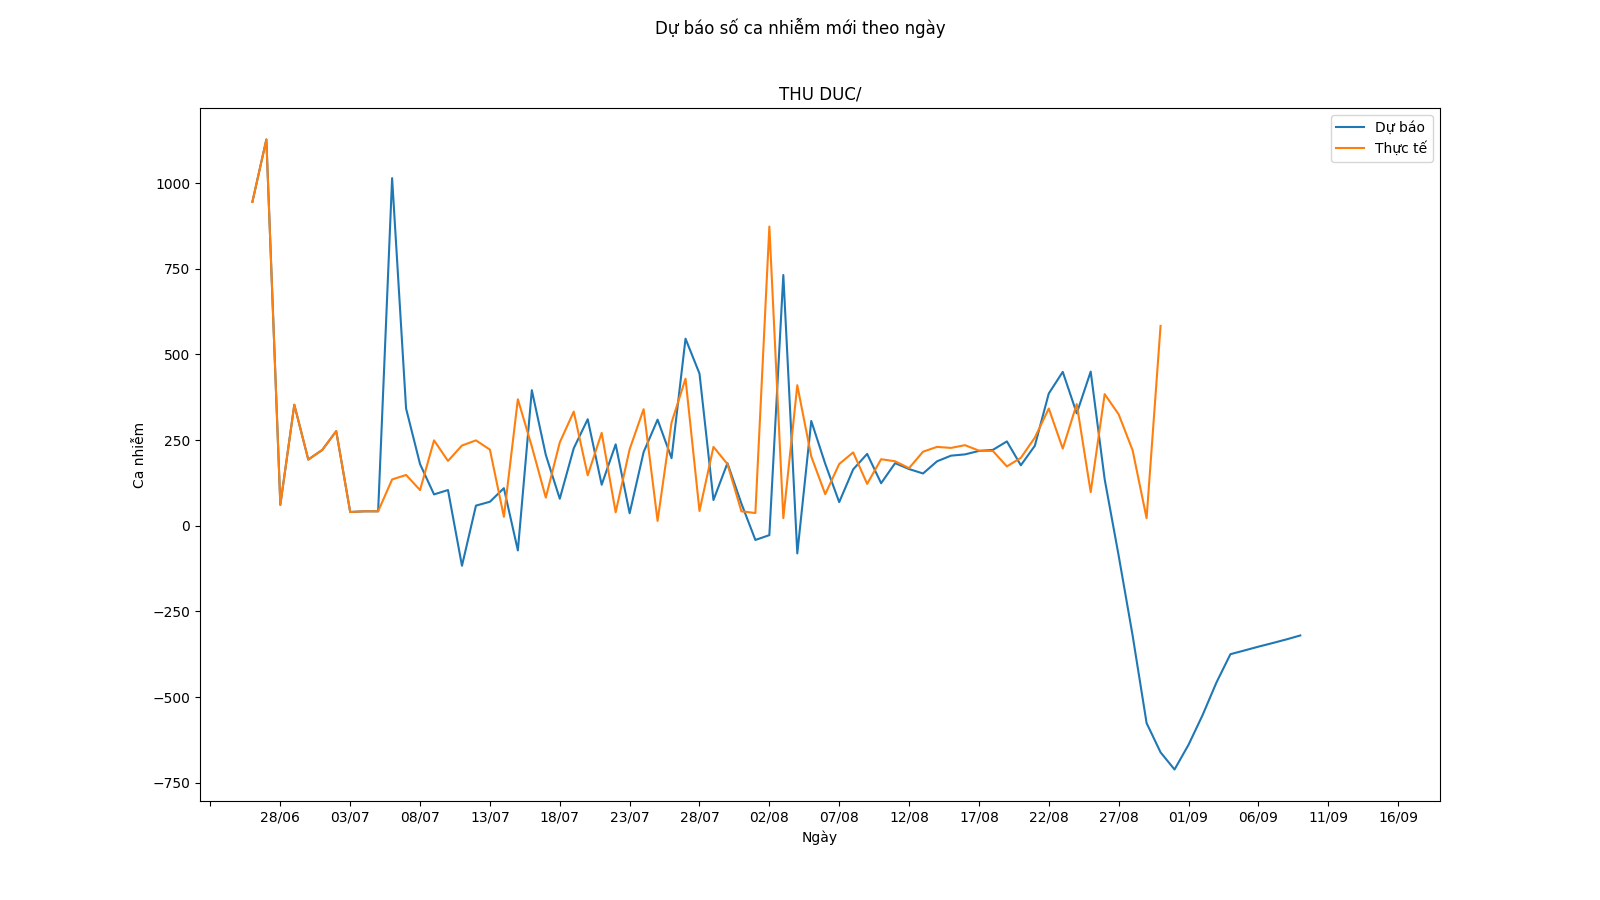 Dự báo số ca nhiễm mới theo ngày
THU DUC/
Dự báo
Thực tế
1000
750
500
250
0
−250
−500
−750
Ca nhiễm
28/06 03/07 08/07 13/07 18/07 23/07 28/07 02/08 07/08 12/08 17/08 22/08 27/08 01/09 06/09 11/09 16/09
Ngày